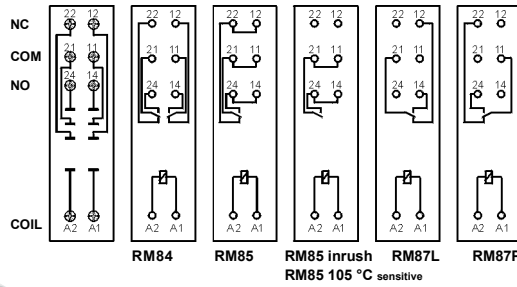 NC 22 12 22 12 22 12 22 12 22 12 22 12
COM 21 11 21 11 21 11 21 11 21 11 21 11
NO 24 14 24 14 24 14 24 14 24 14 24 14
COIL A2 A1 A2 A1 A2 A1 A2 A1 A2 A1 A2 A1
RM84 RM85 RM85 inrush RM87L RM87P
RM85 105 °C sensitive